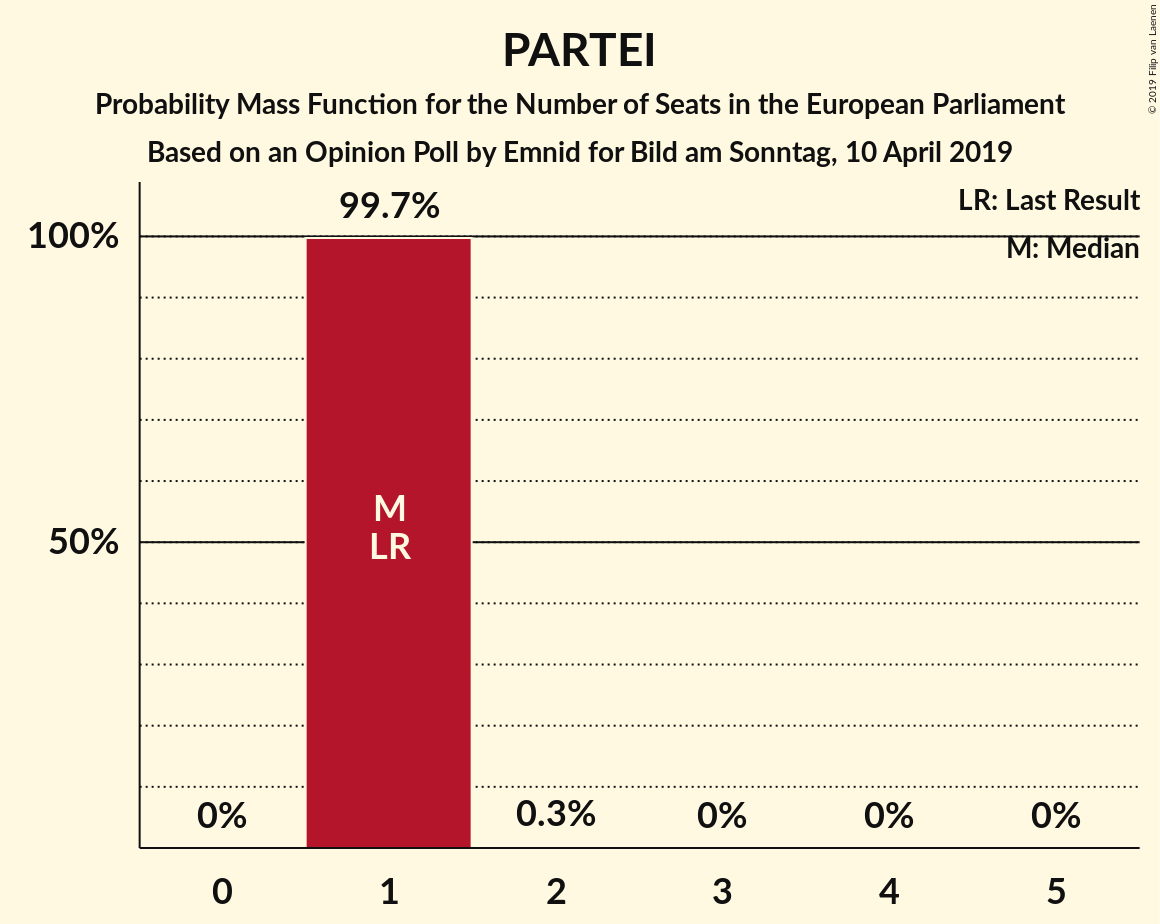 PARTEI
Probability Mass Function for the Number of Seats in the European Parliament
Based on an Opinion Poll by Emnid for Bild am Sonntag, 10 April 2019
© 2019 Filip van Laenen
LR: Last Result
M: Median
99.7%
100%
50%
M
LR
0%
0.3%
0%
0%
0%
0
1
2
3
4
5